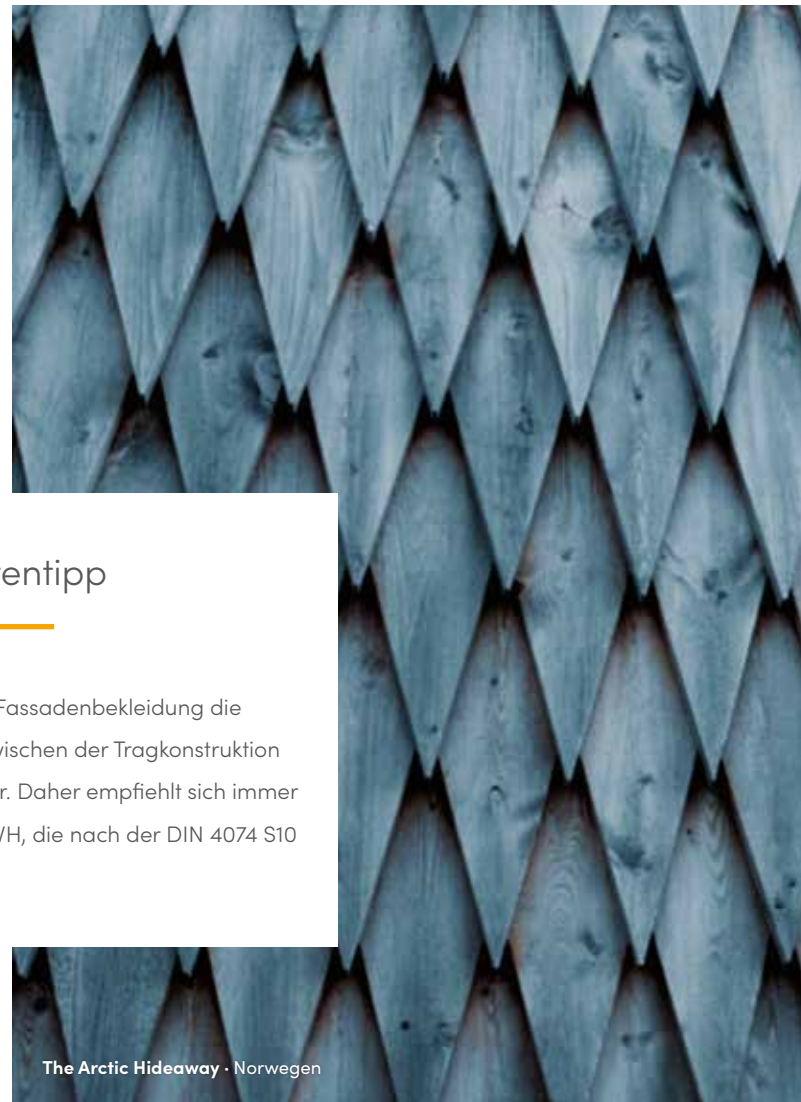 entipp
Fassadenbekleidung die
wischen der Tragkonstruktion
r. Daher empfiehlt sich immer
die nach der DIN 4074 S10
The Arctic Hideaway · Norwegen